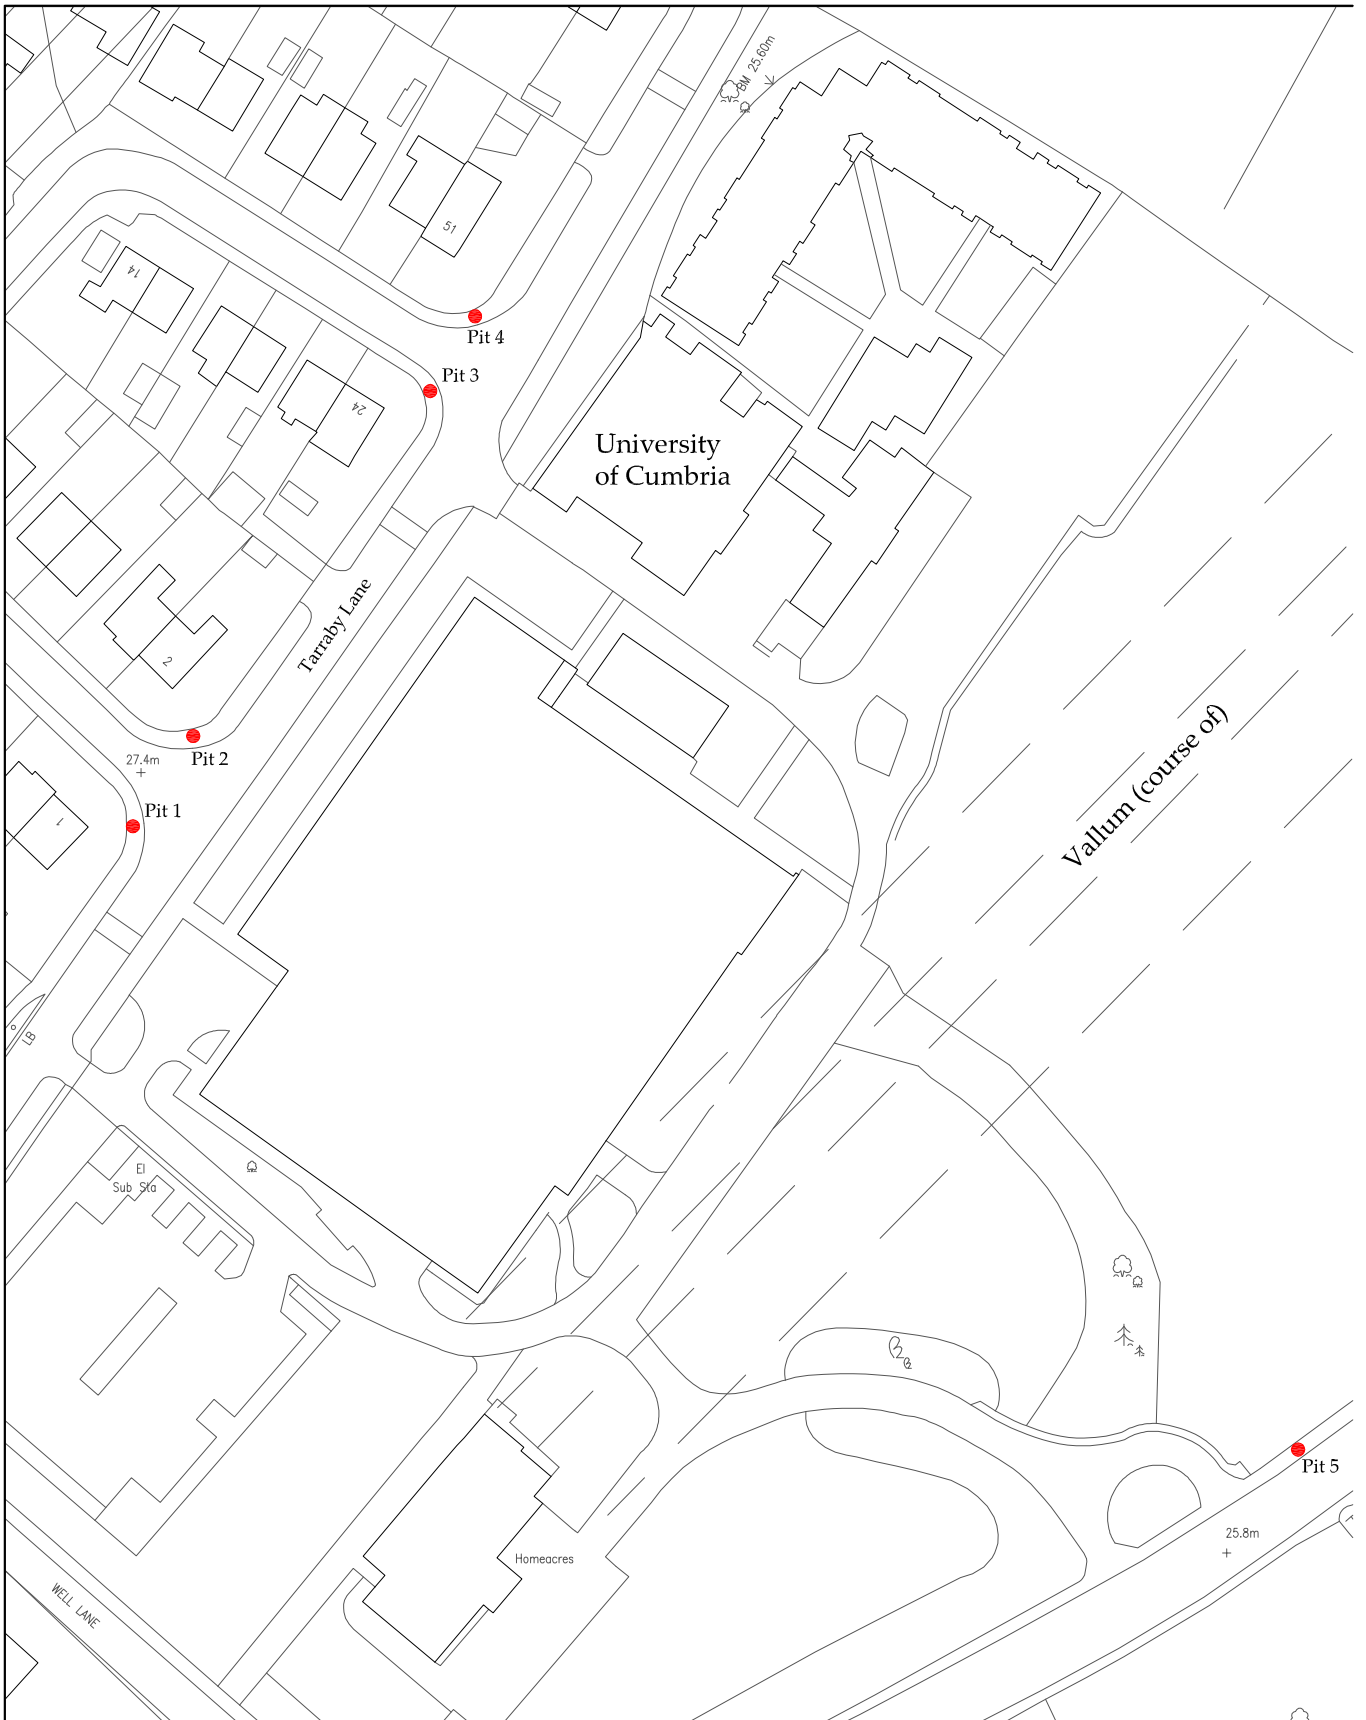 BM 25.60m
51
14
Pit 4
Pit 3
24
University
of Cumbria
Tarraby Lane
2
Vallum (course of)
Pit 2
27.4m
Pit 1
1
LB
El
Sub Sta
Pit 5
25.8m
Homeacres
WELL LANE